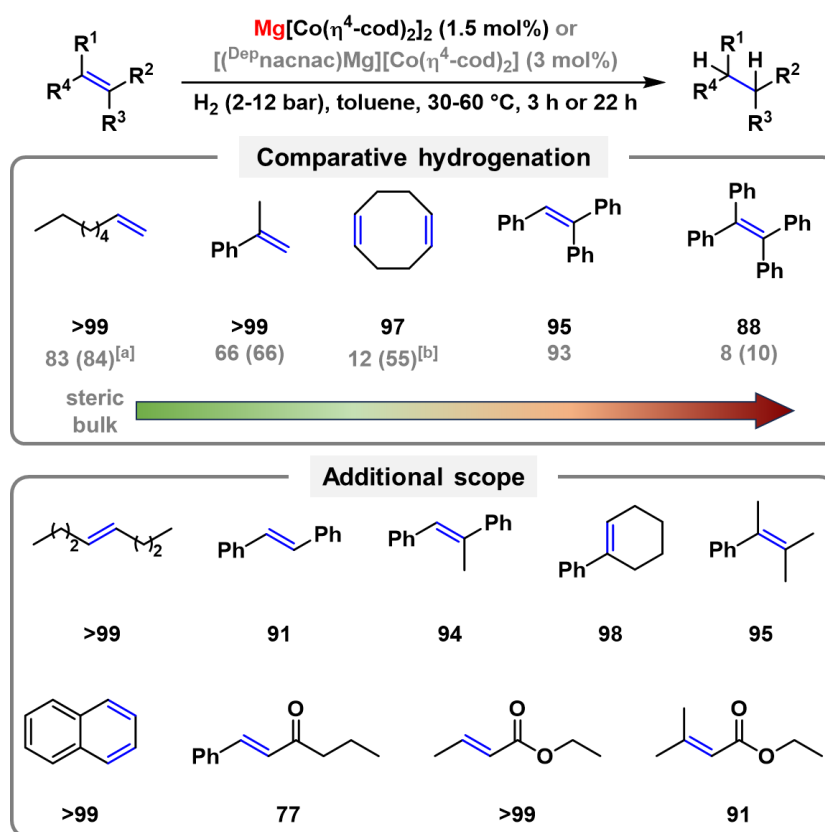 Mg[Co(η⁴-cod)₂]₂ (1.5 mol%) or
[(ᴰᵉᵖnacnac)Mg][Co(η⁴-cod)₂] (3 mol%)
H₂ (2-12 bar), toluene, 30-60 °C, 3 h or 22 h
R¹ R⁴ R² R³
H R¹ H R⁴ R² R³
Comparative hydrogenation
( )₄ Ph Ph Ph Ph Ph Ph Ph Ph
>99 >99 97 95 88
83 (84)[a] 66 (66) 12 (55)[b] 93 8 (10)
steric
bulk
Additional scope
( )₂ ( )₂ Ph Ph Ph Ph Ph Ph
>99 91 94 98 95
Ph O O O O O
>99 77 >99 91